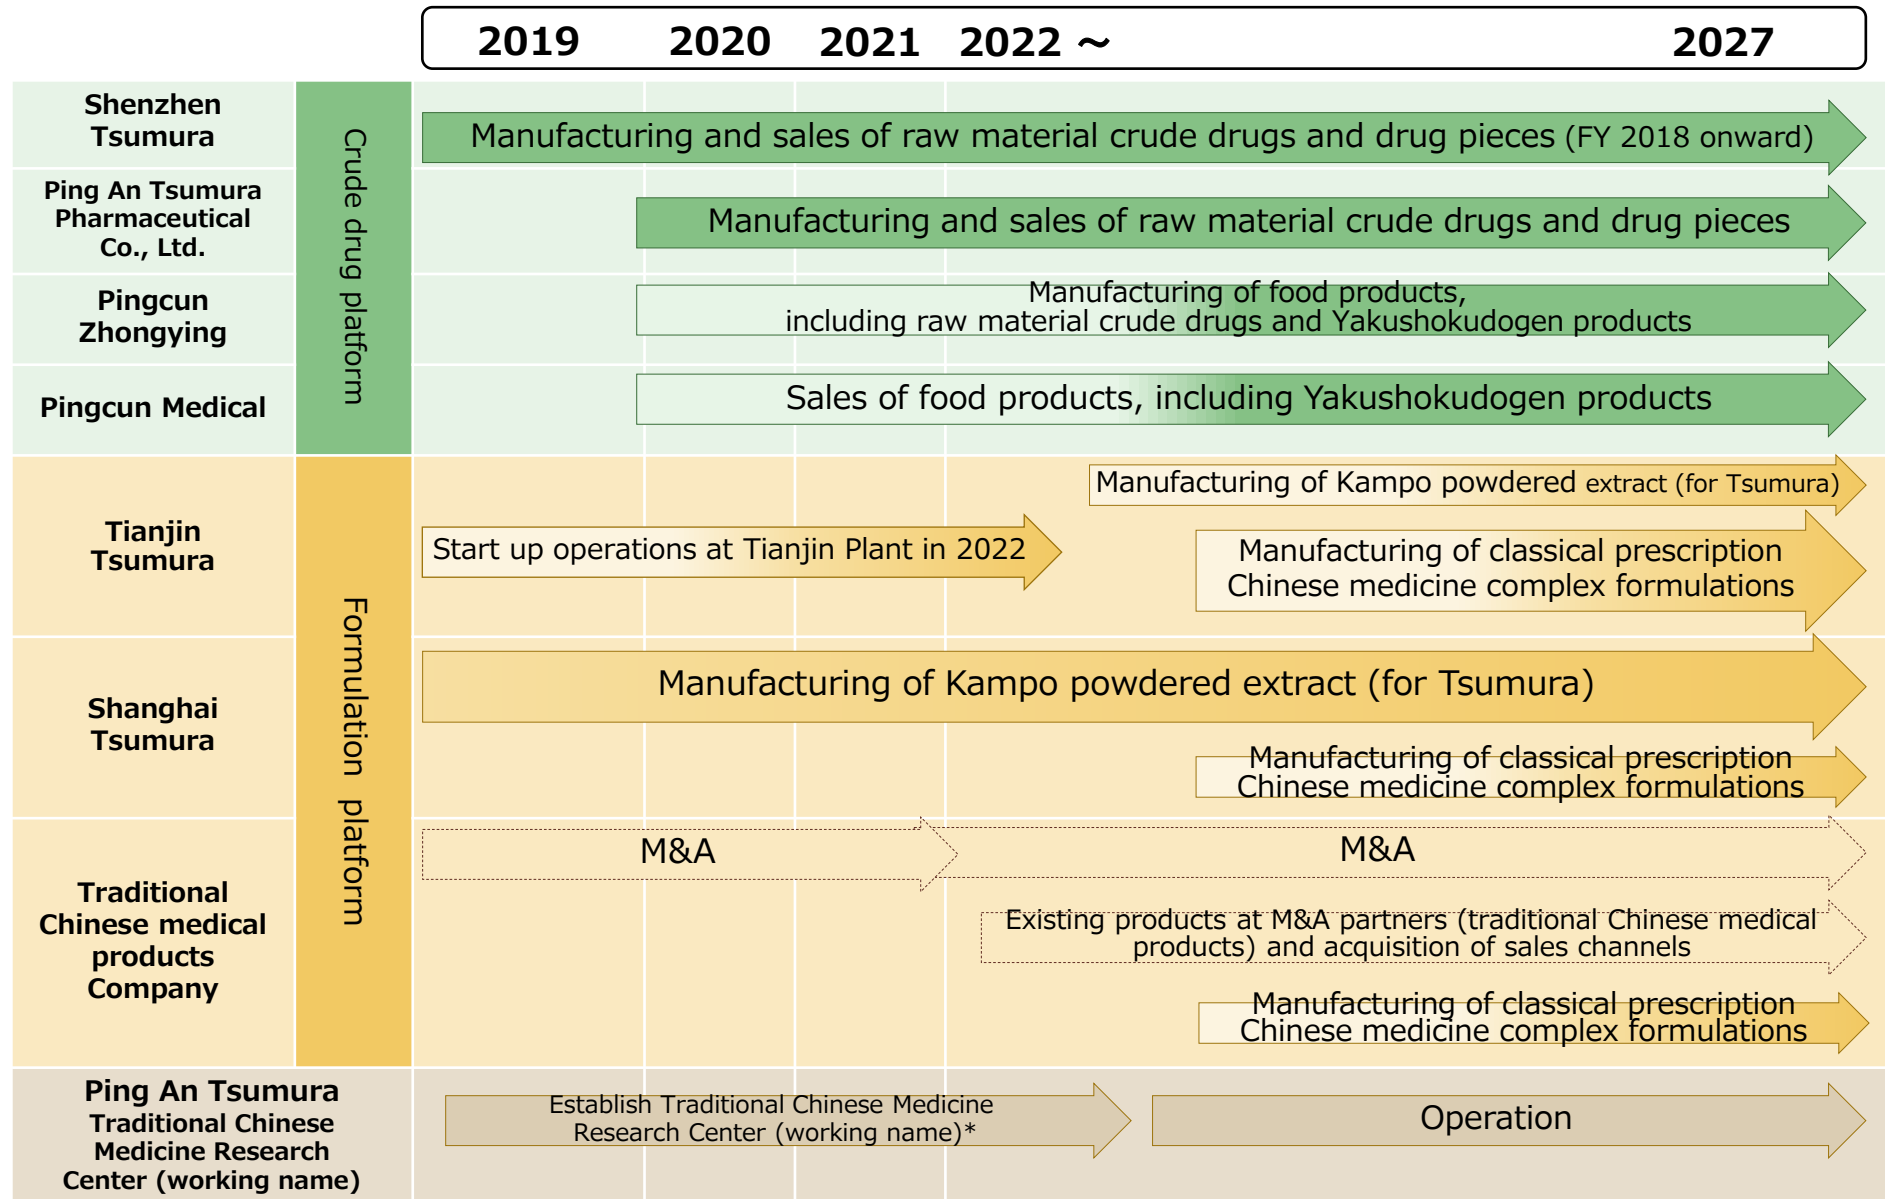 2019 2020 2021 2022 ～ 2027
Shenzhen
Tsumura
Crude drug platform
Manufacturing and sales of raw material crude drugs and drug pieces (FY 2018 onward)
Ping An Tsumura
Pharmaceutical
Co., Ltd.
Manufacturing and sales of raw material crude drugs and drug pieces
Pingcun
Zhongying
Manufacturing of food products,
including raw material crude drugs and Yakushokudogen products
Pingcun Medical
Sales of food products, including Yakushokudogen products
Tianjin
Tsumura
Formulation platform
Manufacturing of Kampo powdered extract (for Tsumura)
Start up operations at Tianjin Plant in 2022
Manufacturing of classical prescription
Chinese medicine complex formulations
Shanghai
Tsumura
Manufacturing of Kampo powdered extract (for Tsumura)
Manufacturing of classical prescription
Chinese medicine complex formulations
Traditional
Chinese medical
products
Company
M&A
M&A
Existing products at M&A partners (traditional Chinese medical
products) and acquisition of sales channels
Manufacturing of classical prescription
Chinese medicine complex formulations
Ping An Tsumura
Traditional Chinese
Medicine Research
Center (working name)
Establish Traditional Chinese Medicine
Research Center (working name)*
Operation